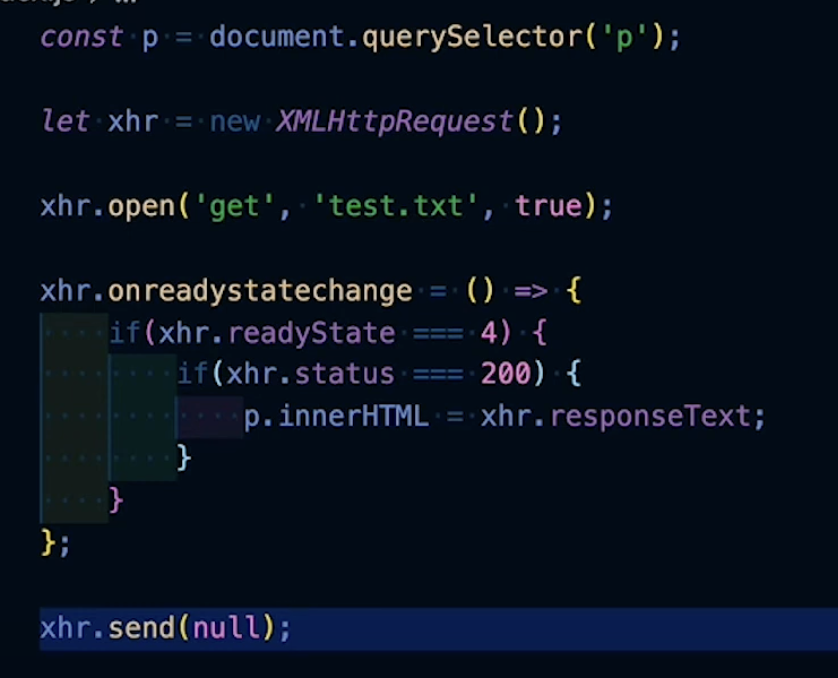 const p = document.querySelector('p');
let xhr = new XMLHttpRequest();
xhr.open('get', 'test.txt', true);
xhr.onreadystatechange = () => {
    if(xhr.readyState === 4) {
        if(xhr.status === 200) {
            p.innerHTML = xhr.responseText;
        }
    }
};
xhr.send(null);